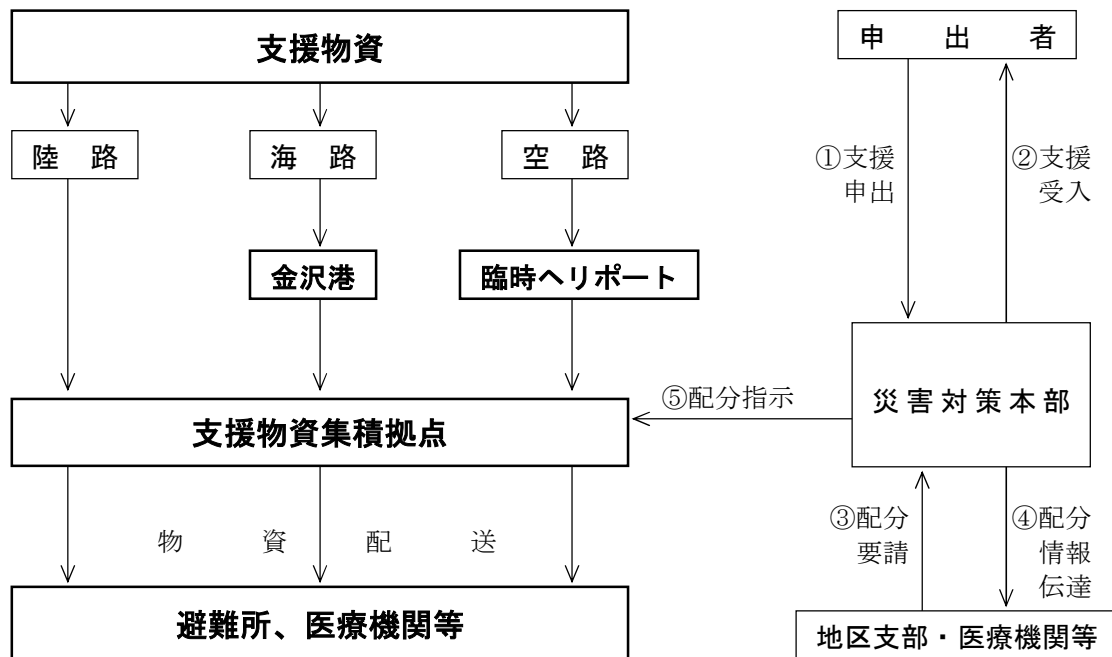 支援物資
申出者
陸路
海路
空路
①支援
申出
②支援
受入
金沢港
臨時ヘリポート
災害対策本部
⑤配分指示
支援物資集積拠点
③配分
要請
④配分
情報
伝達
物資配送
避難所、医療機関等
地区支部・医療機関等